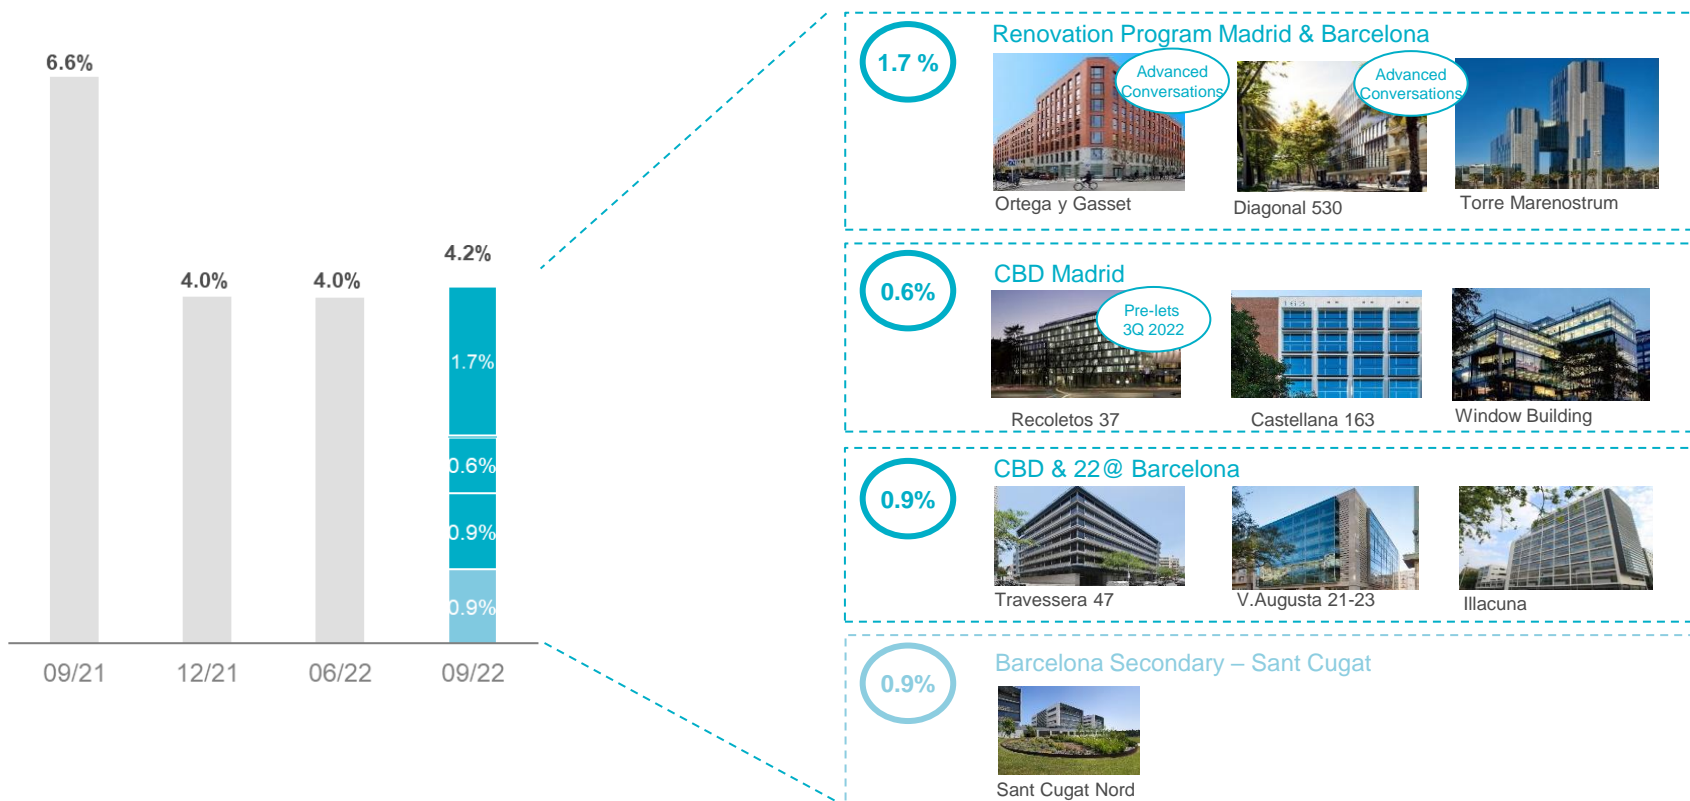 6.6%
4.0%
4.0%
4.2%
1.7%
0.6%
0.9%
0.9%
09/21
12/21
06/22
09/22
1.7 %
Renovation Program Madrid & Barcelona
Advanced
Conversations
Advanced
Conversations
Ortega y Gasset
Diagonal 530
Torre Marenostrum
0.6%
CBD Madrid
Pre-lets
3Q 2022
163
Recoletos 37
Castellana 163
Window Building
0.9%
CBD & 22@ Barcelona
Travessera 47
V.Augusta 21-23
Illacuna
0.9%
Barcelona Secondary – Sant Cugat
Sant Cugat Nord